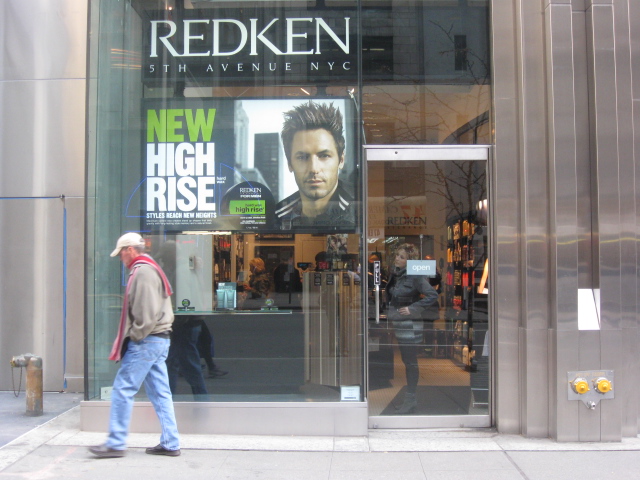 REDKEN
5TH AVENUE NYC
NEW
HIGH
RISE
STYLES REACH NEW HEIGHTS
REDKEN
high rise
REDKEN
open